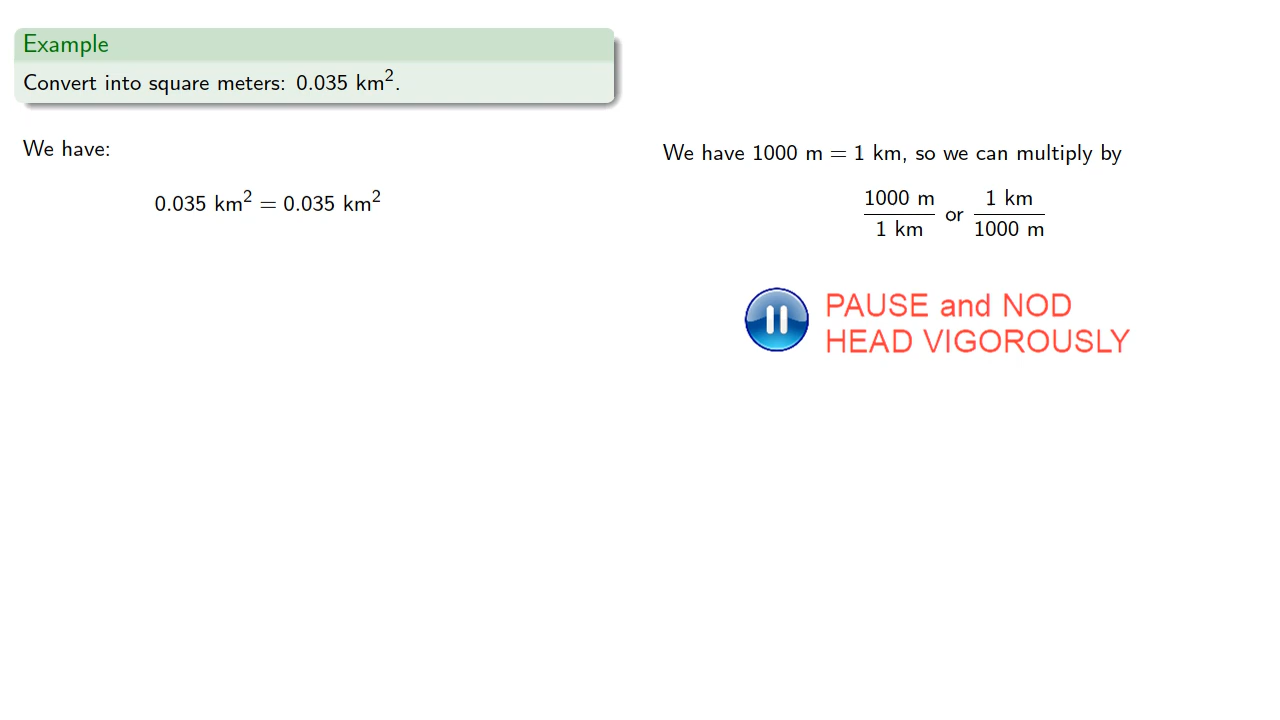 Example
Convert into square meters: 0.035 km².
We have:
0.035 km² = 0.035 km²
We have 1000 m = 1 km, so we can multiply by
1000 m / 1 km or 1 km / 1000 m
PAUSE and NOD
HEAD VIGOROUSLY